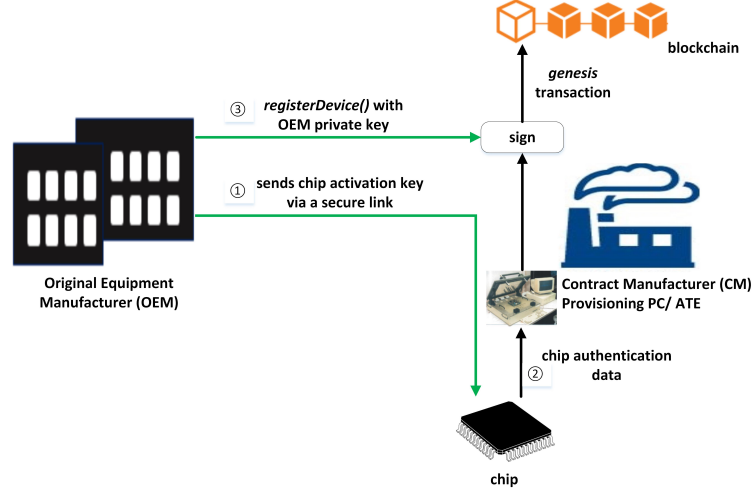 blockchain
genesis
transaction
③
registerDevice() with
OEM private key
sign
①
sends chip activation key
via a secure link
Original Equipment
Manufacturer (OEM)
Contract Manufacturer (CM)
Provisioning PC/ ATE
②
chip authentication
data
chip